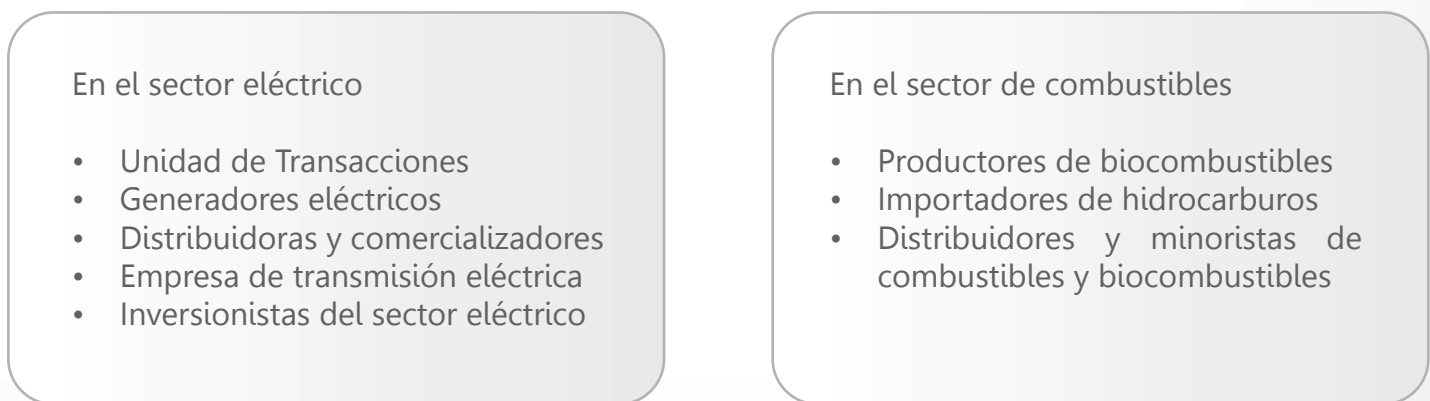 En el sector eléctrico
• Unidad de Transacciones
• Generadores eléctricos
• Distribuidoras y comercializadores
• Empresa de transmisión eléctrica
• Inversionistas del sector eléctrico
En el sector de combustibles
• Productores de biocombustibles
• Importadores de hidrocarburos
• Distribuidores y minoristas de
combustibles y biocombustibles